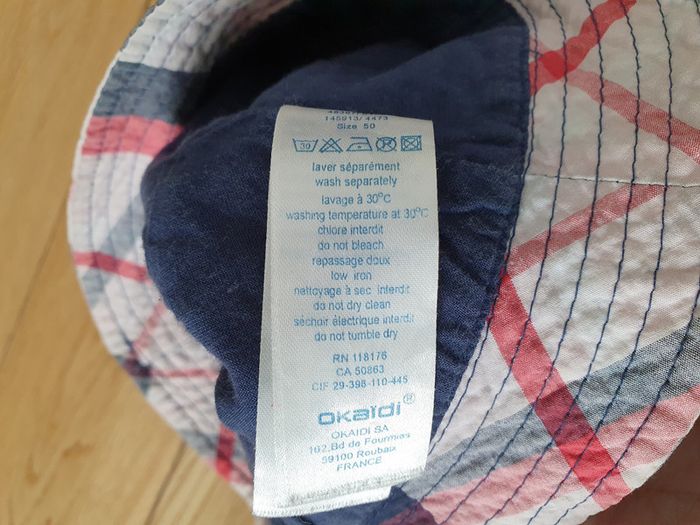 145913/ 4473
Size 50
30
laver séparément
wash separately
lavage à 30°C
washing temperature at 30°C
chlore interdit
do not bleach
repassage doux
low iron
nettoyage à sec interdit
do not dry clean
séchoir électrique interdit
do not tumble dry
RN 118176
CA 50863
CIF 29-398-110-445
OKAÏDI®
OKAIDI SA
162,Bd de Fourmies
59100 Roubaix
FRANCE